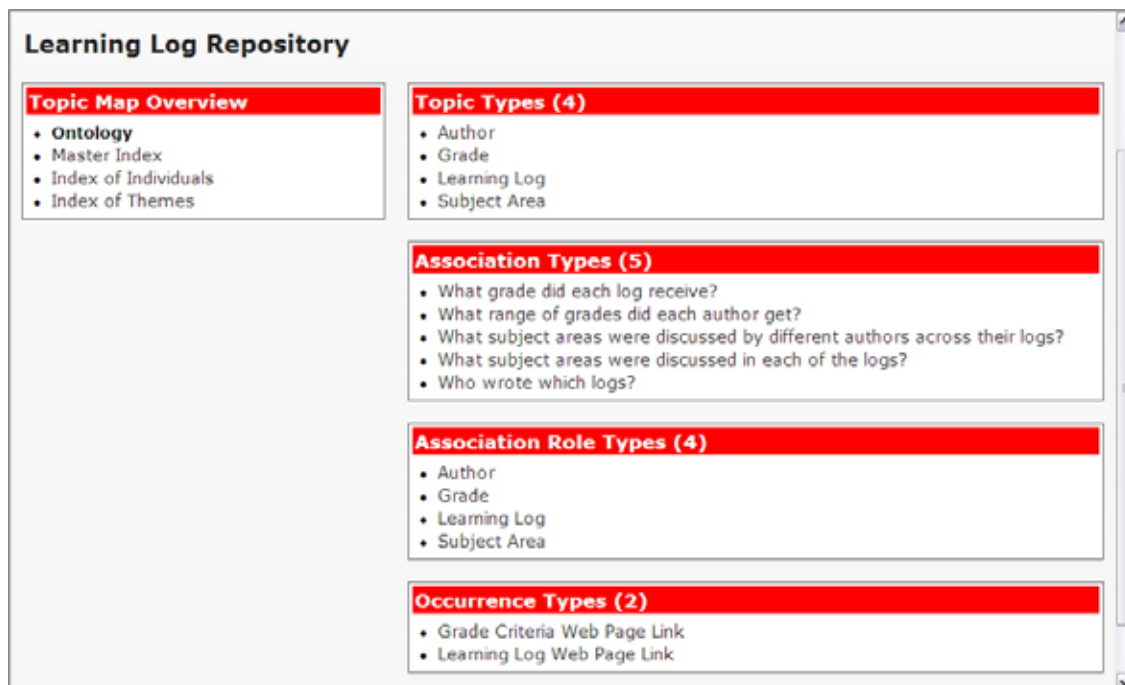 Learning Log Repository
Topic Map Overview
Ontology
Master Index
Index of Individuals
Index of Themes
Topic Types (4)
Author
Grade
Learning Log
Subject Area
Association Types (5)
What grade did each log receive?
What range of grades did each author get?
What subject areas were discussed by different authors across their logs?
What subject areas were discussed in each of the logs?
Who wrote which logs?
Association Role Types (4)
Author
Grade
Learning Log
Subject Area
Occurrence Types (2)
Grade Criteria Web Page Link
Learning Log Web Page Link